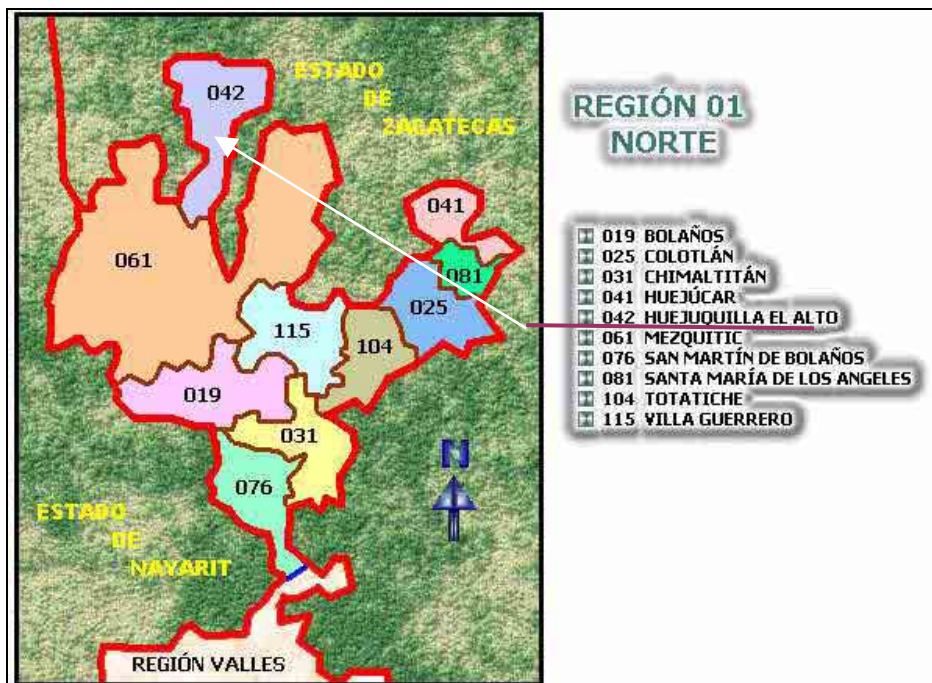 042
ESTADO
DE
ZACATECAS
041
061
081
025
115
104
019
031
076
N
ESTADO
DE
NAYARIT
REGIÓN VALLES
REGIÓN 01
NORTE
019 BOLAÑOS
025 COLOTLÁN
031 CHIMALTITÁN
041 HUEJÚCAR
042 HUEJUQUILLA EL ALTO
061 MEZQUITIC
076 SAN MARTÍN DE BOLAÑOS
081 SANTA MARÍA DE LOS ANGELES
104 TOTATICHE
115 VILLA GUERRERO